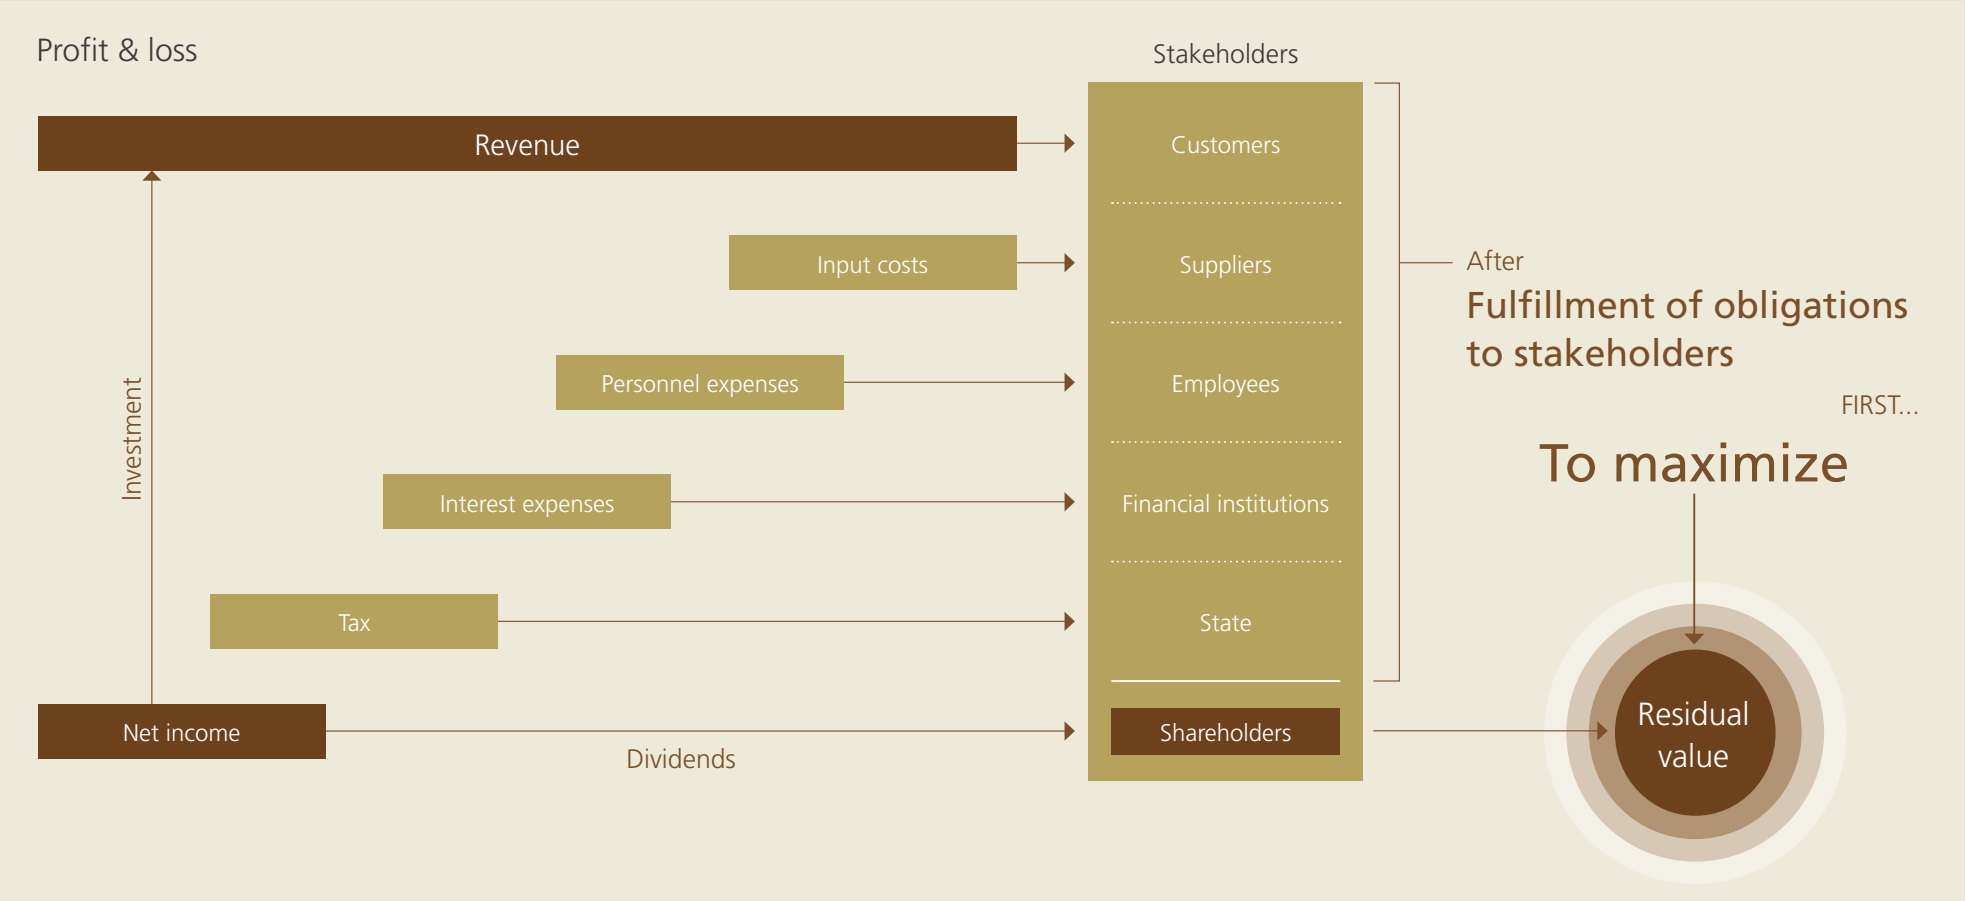 Profit & loss
Stakeholders
Revenue
Customers
Input costs
Suppliers
After
Fulfillment of obligations
to stakeholders
Personnel expenses
Employees
FIRST...
Investment
To maximize
Interest expenses
Financial institutions
Tax
State
Net income
Dividends
Shareholders
Residual
value